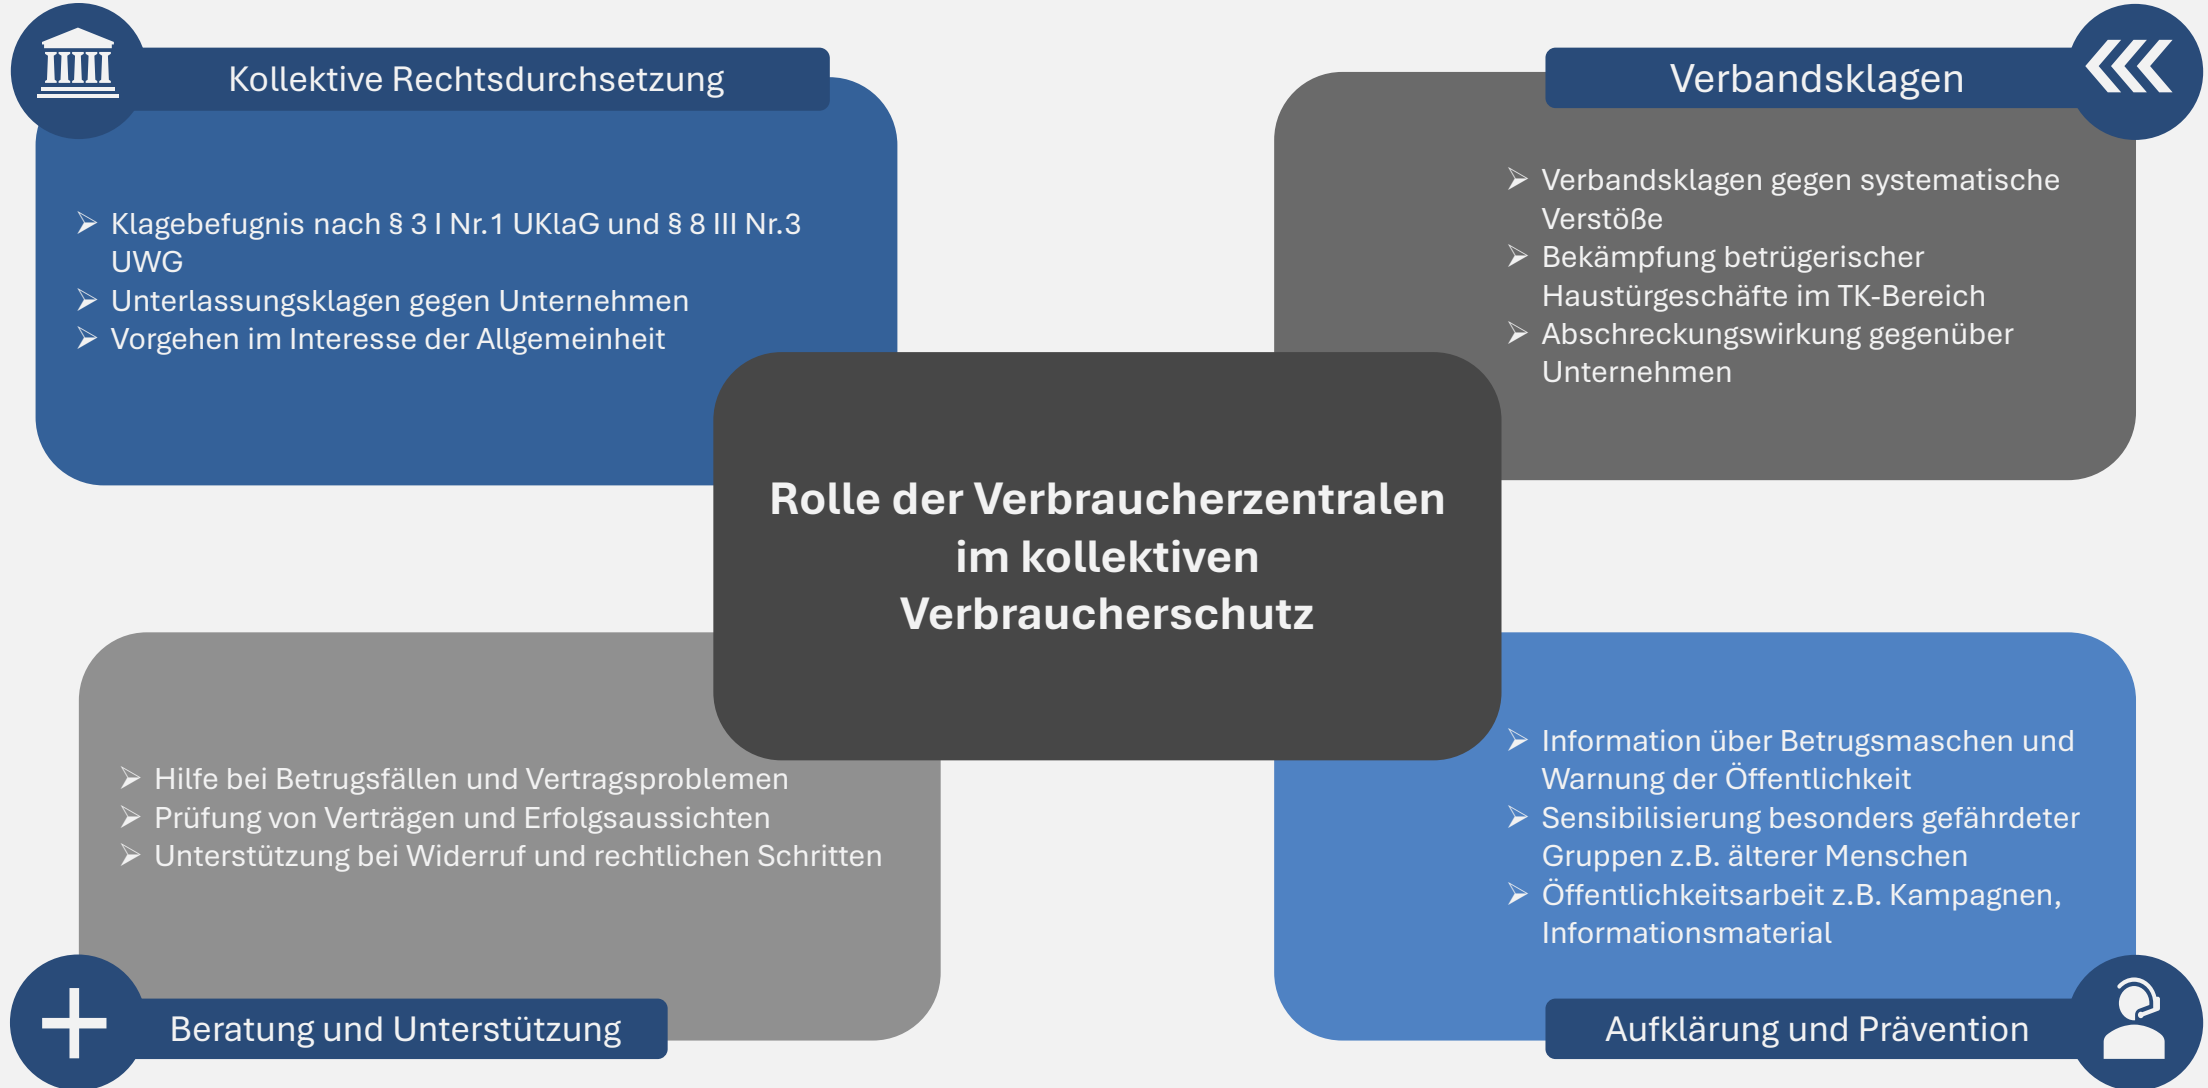 Kollektive Rechtsdurchsetzung
➢ Klagebefugnis nach § 3 I Nr.1 UKlaG und § 8 III Nr.3
UWG
➢ Unterlassungsklagen gegen Unternehmen
➢ Vorgehen im Interesse der Allgemeinheit
Verbandsklagen
➢ Verbandsklagen gegen systematische
Verstöße
➢ Bekämpfung betrügerischer
Haustürgeschäfte im TK-Bereich
➢ Abschreckungswirkung gegenüber
Unternehmen
Rolle der Verbraucherzentralen
im kollektiven
Verbraucherschutz
➢ Hilfe bei Betrugsfällen und Vertragsproblemen
➢ Prüfung von Verträgen und Erfolgsaussichten
➢ Unterstützung bei Widerruf und rechtlichen Schritten
Beratung und Unterstützung
➢ Information über Betrugsmaschen und
Warnung der Öffentlichkeit
➢ Sensibilisierung besonders gefährdeter
Gruppen z.B. älterer Menschen
➢ Öffentlichkeitsarbeit z.B. Kampagnen,
Informationsmaterial
Aufklärung und Prävention